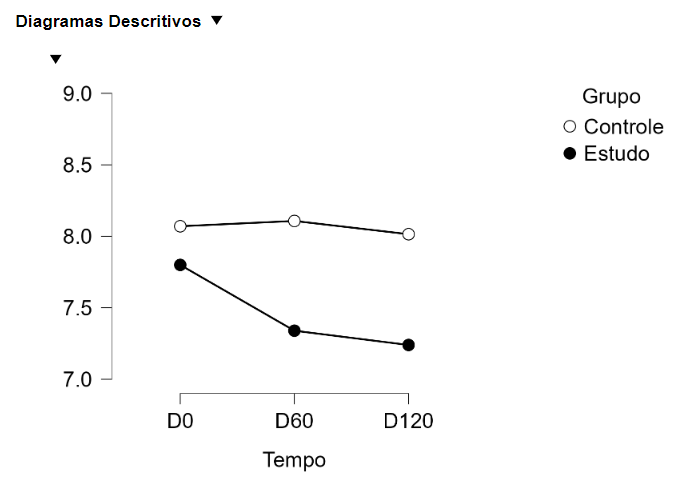 Diagramas Descritivos ▼
▼
9.0
8.5
8.0
7.5
7.0
D0 D60 D120
Tempo
Grupo
Controle
Estudo